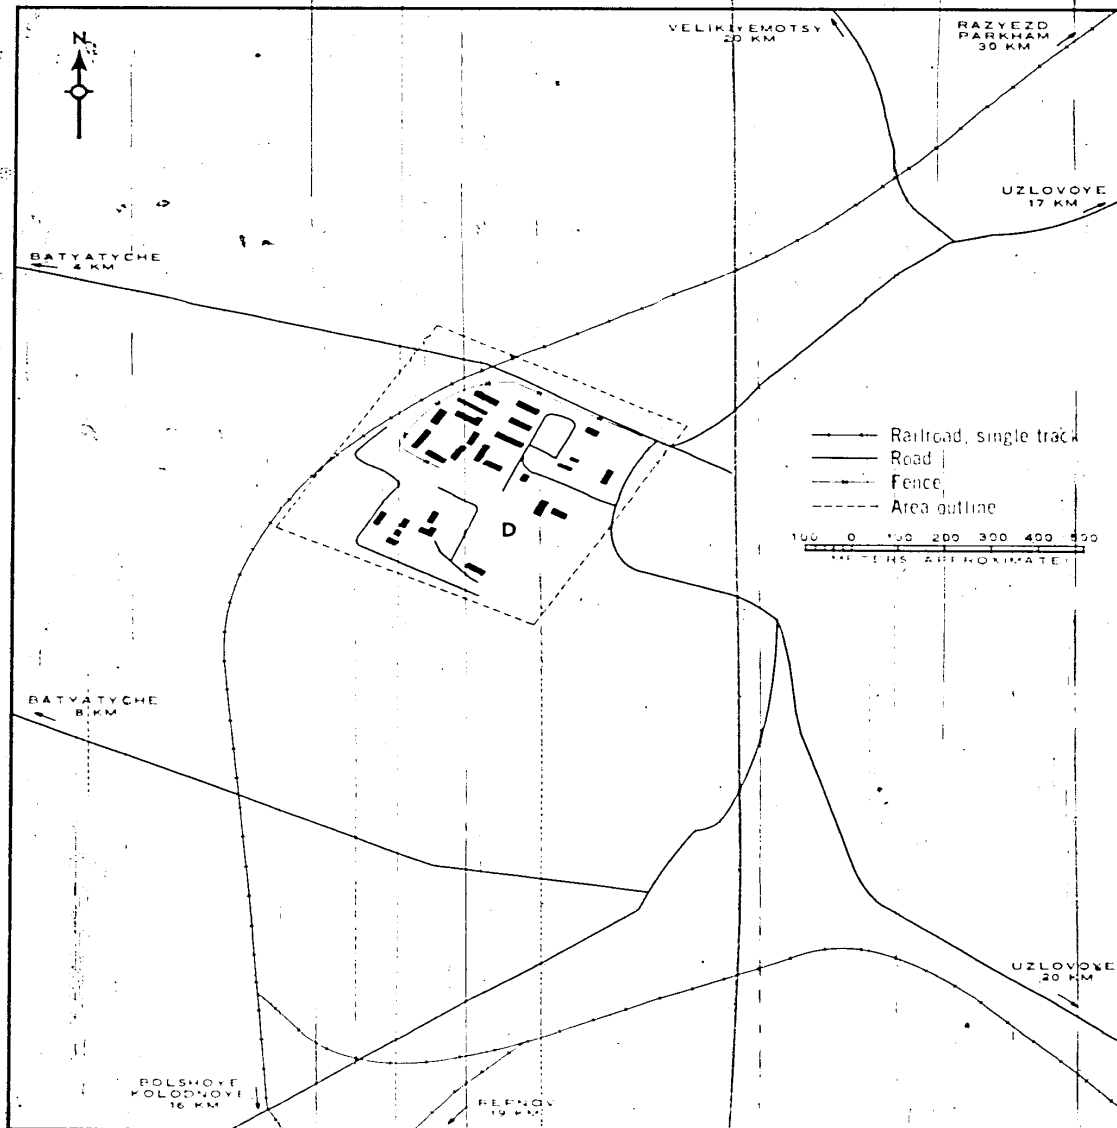 N
VELIKIYEMOTSY
20 KM
RAZYEZD
PARKHAM
30 KM
UZLOVOYE
17 KM
BATYATYCHE
4 KM
Railroad, single track
Road
Fence
Area outline
100 0 100 200 300 400 500
METERS (APPROXIMATE)
D
BATYATYCHE
8 KM
UZLOVOYE
20 KM
BOLSHOYE
KOLODNOYE
16 KM
19 KM